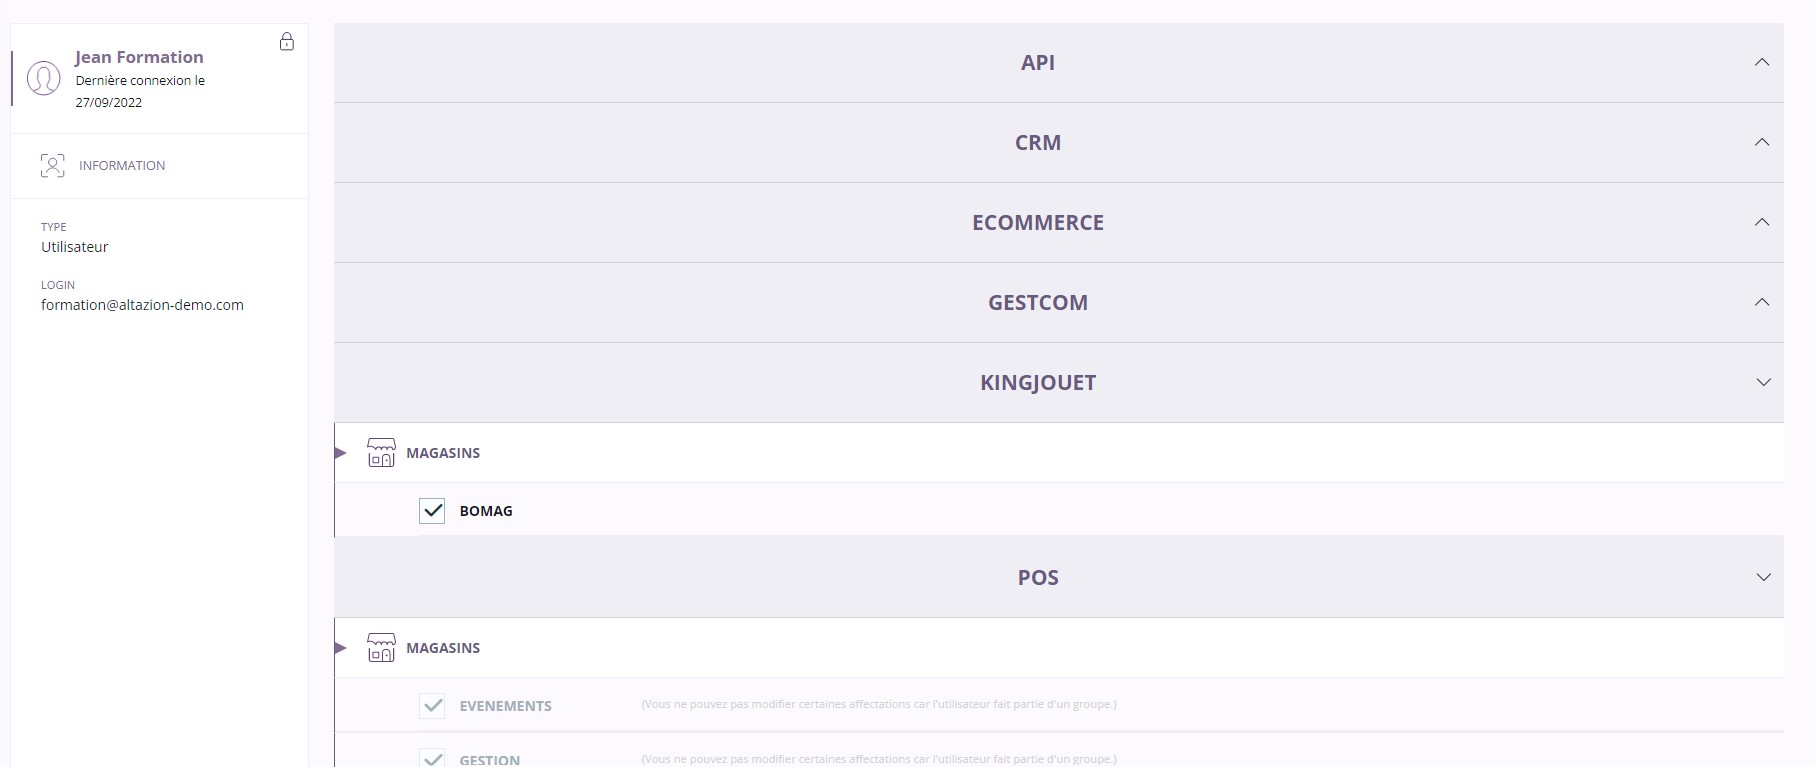 Jean Formation
Dernière connexion le
27/09/2022
INFORMATION
TYPE
Utilisateur
LOGIN
formation@altazion-demo.com
API
CRM
ECOMMERCE
GESTCOM
KINGJOUET
MAGASINS
BOMAG
POS
MAGASINS
EVENEMENTS (Vous ne pouvez pas modifier certaines affectations car l'utilisateur fait partie d'un groupe.)
GESTION (Vous ne pouvez pas modifier certaines affectations car l'utilisateur fait partie d'un groupe.)